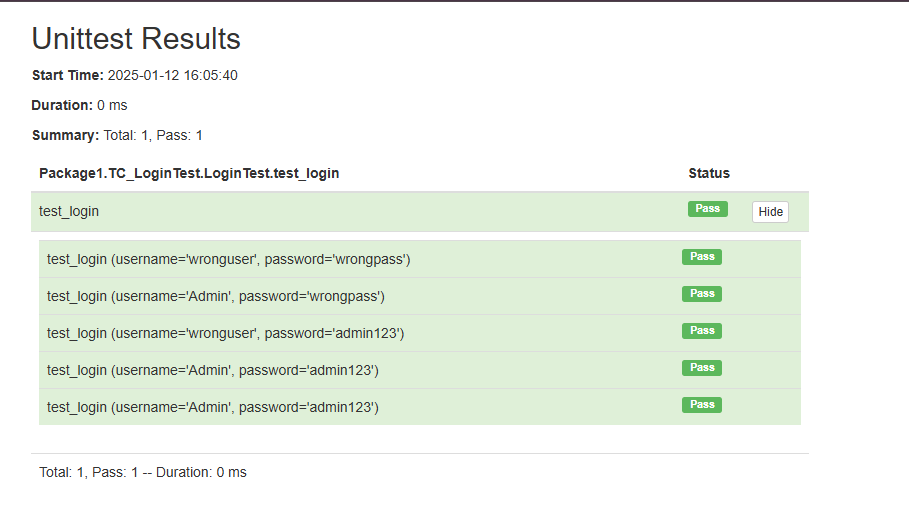 Unittest Results
Start Time: 2025-01-12 16:05:40
Duration: 0 ms
Summary: Total: 1, Pass: 1
Package1.TC_LoginTest.LoginTest.test_login Status
test_login Pass Hide
test_login (username='wronguser', password='wrongpass') Pass
test_login (username='Admin', password='wrongpass') Pass
test_login (username='wronguser', password='admin123') Pass
test_login (username='Admin', password='admin123') Pass
test_login (username='Admin', password='admin123') Pass
Total: 1, Pass: 1 -- Duration: 0 ms